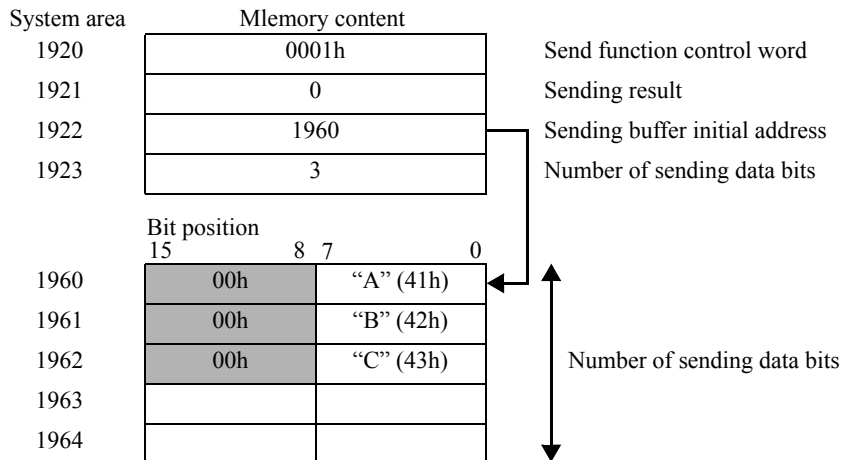 System area Mlemory content
1920 0001h Send function control word
1921 0 Sending result
1922 1960 Sending buffer initial address
1923 3 Number of sending data bits
Bit position
15 8 7 0
1960 00h “A” (41h)
1961 00h “B” (42h)
1962 00h “C” (43h) Number of sending data bits
1963
1964